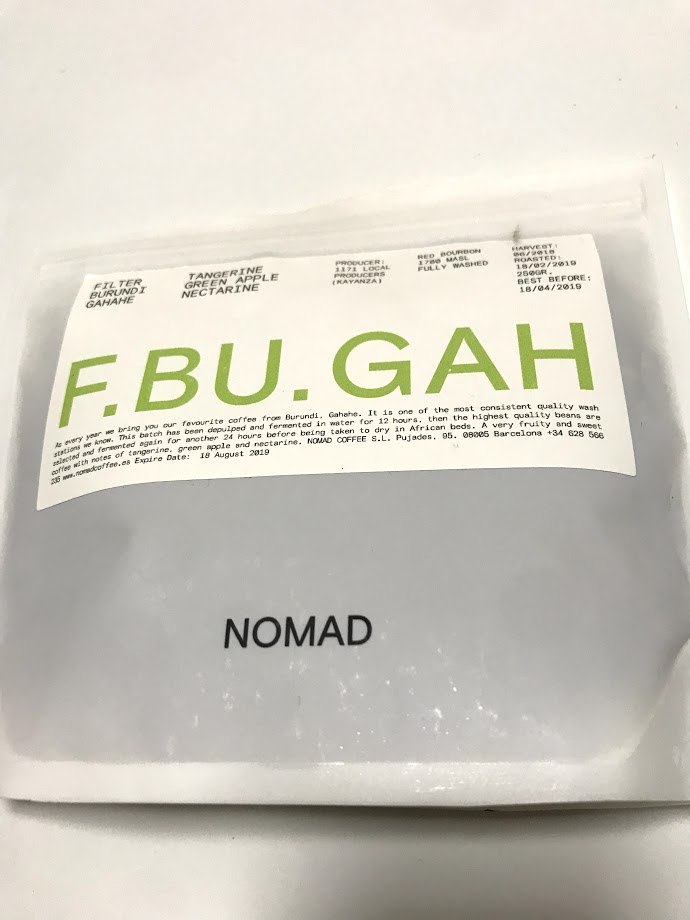 FILTER
BURUNDI
GAHAHE
TANGERINE
GREEN APPLE
NECTARINE
PRODUCER:
1171 LOCAL
PRODUCERS
(KAYANZA)
RED BOURBON
1780 MASL
FULLY WASHED
HARVEST:
06/2018
ROASTED:
18/02/2019
250GR.
BEST BEFORE:
18/04/2019
F.BU.GAH
As every year we bring you our favourite coffee from Burundi, Gahahe. It is one of the most consistent quality wash
stations we know. This batch has been depulped and fermented in water for 12 hours, then the highest quality beans are
selected and fermented again for another 24 hours before being taken to dry in African beds. A very fruity and sweet
coffee with notes of tangerine, green apple and nectarine. NOMAD COFFEE S.L. Pujades, 95. 08005 Barcelona +34 628 566
235 www.nomadcoffee.es Expire Date: 18 August 2019
NOMAD